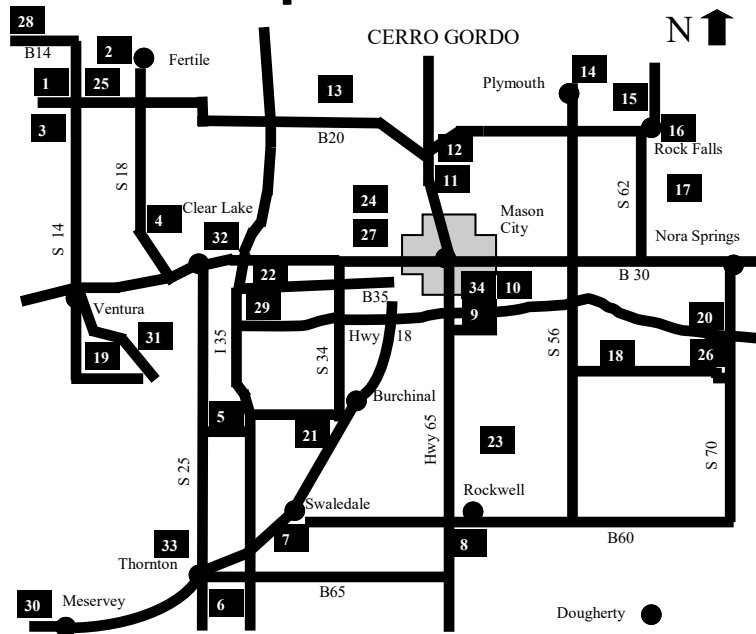 28
2
CERRO GORDO
N
B14
Fertile
14
1
25
13
Plymouth
15
3
B20
12
16
Rock Falls
S 18
11
17
S 62
24
Clear Lake
4
32
27
Mason
City
Nora Springs
S 14
22
34
10
B 30
B35
Ventura
29
9
20
31
I 35
Hwy 18
S 56
19
S 34
18
26
Burchinal
5
21
Hwy 65
23
S 70
S 25
Rockwell
Swaledale
33
7
8
B60
Thornton
30
Meservey
6
B65
Dougherty